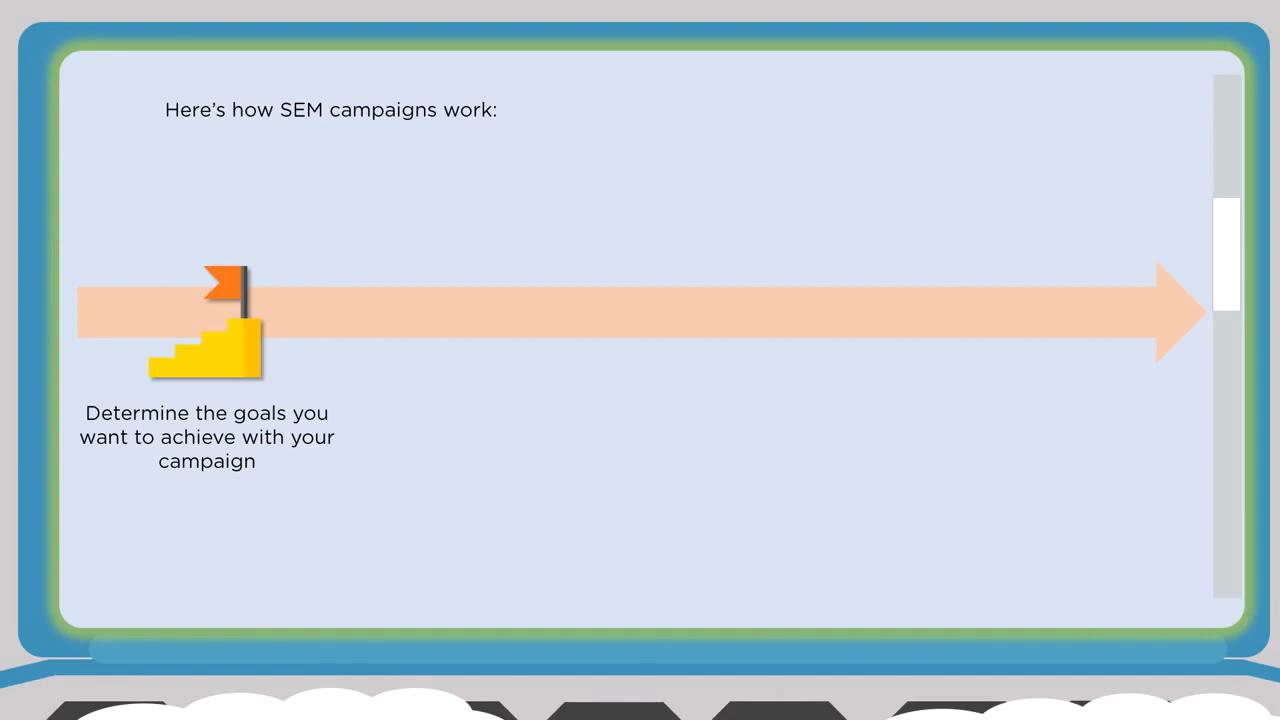 Here’s how SEM campaigns work:
Determine the goals you
want to achieve with your
campaign